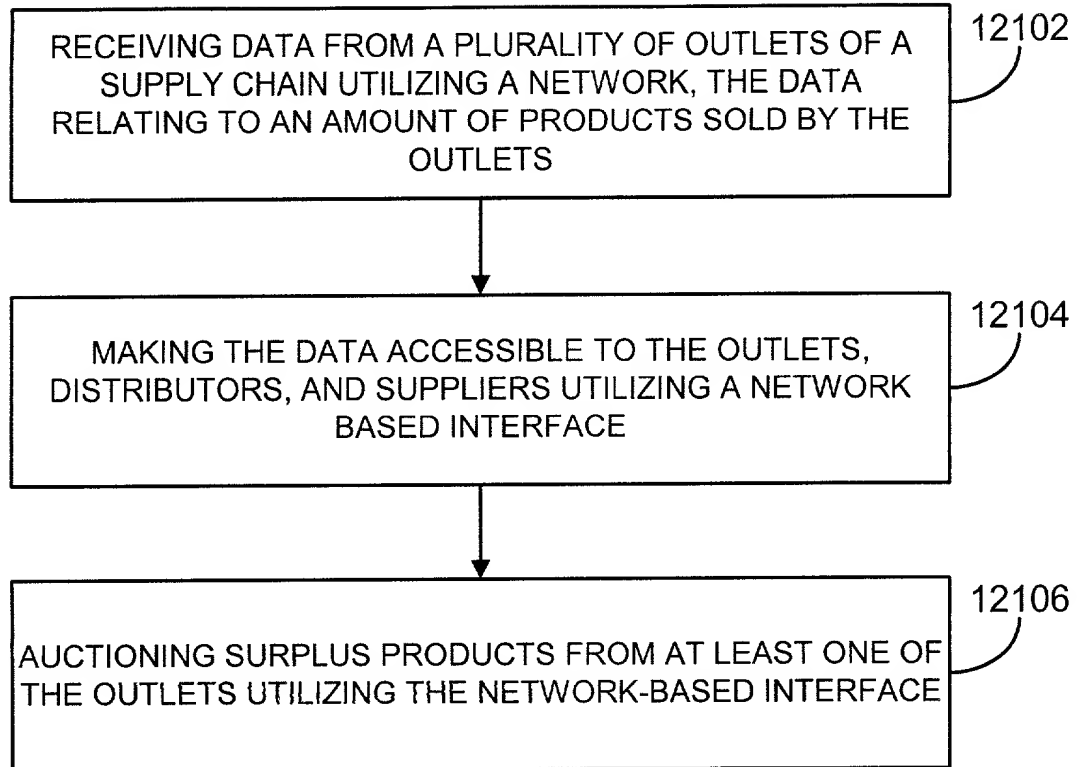 RECEIVING DATA FROM A PLURALITY OF OUTLETS OF A
SUPPLY CHAIN UTILIZING A NETWORK, THE DATA
RELATING TO AN AMOUNT OF PRODUCTS SOLD BY THE
OUTLETS
12102
MAKING THE DATA ACCESSIBLE TO THE OUTLETS,
DISTRIBUTORS, AND SUPPLIERS UTILIZING A NETWORK
BASED INTERFACE
12104
AUCTIONING SURPLUS PRODUCTS FROM AT LEAST ONE OF
THE OUTLETS UTILIZING THE NETWORK-BASED INTERFACE
12106